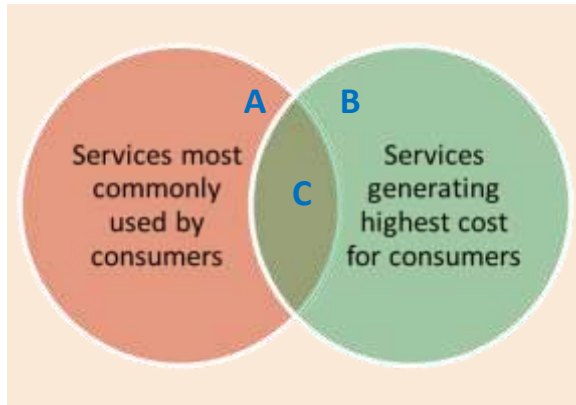 A
B
C
Services most
commonly
used by
consumers
Services
generating
highest cost
for consumers